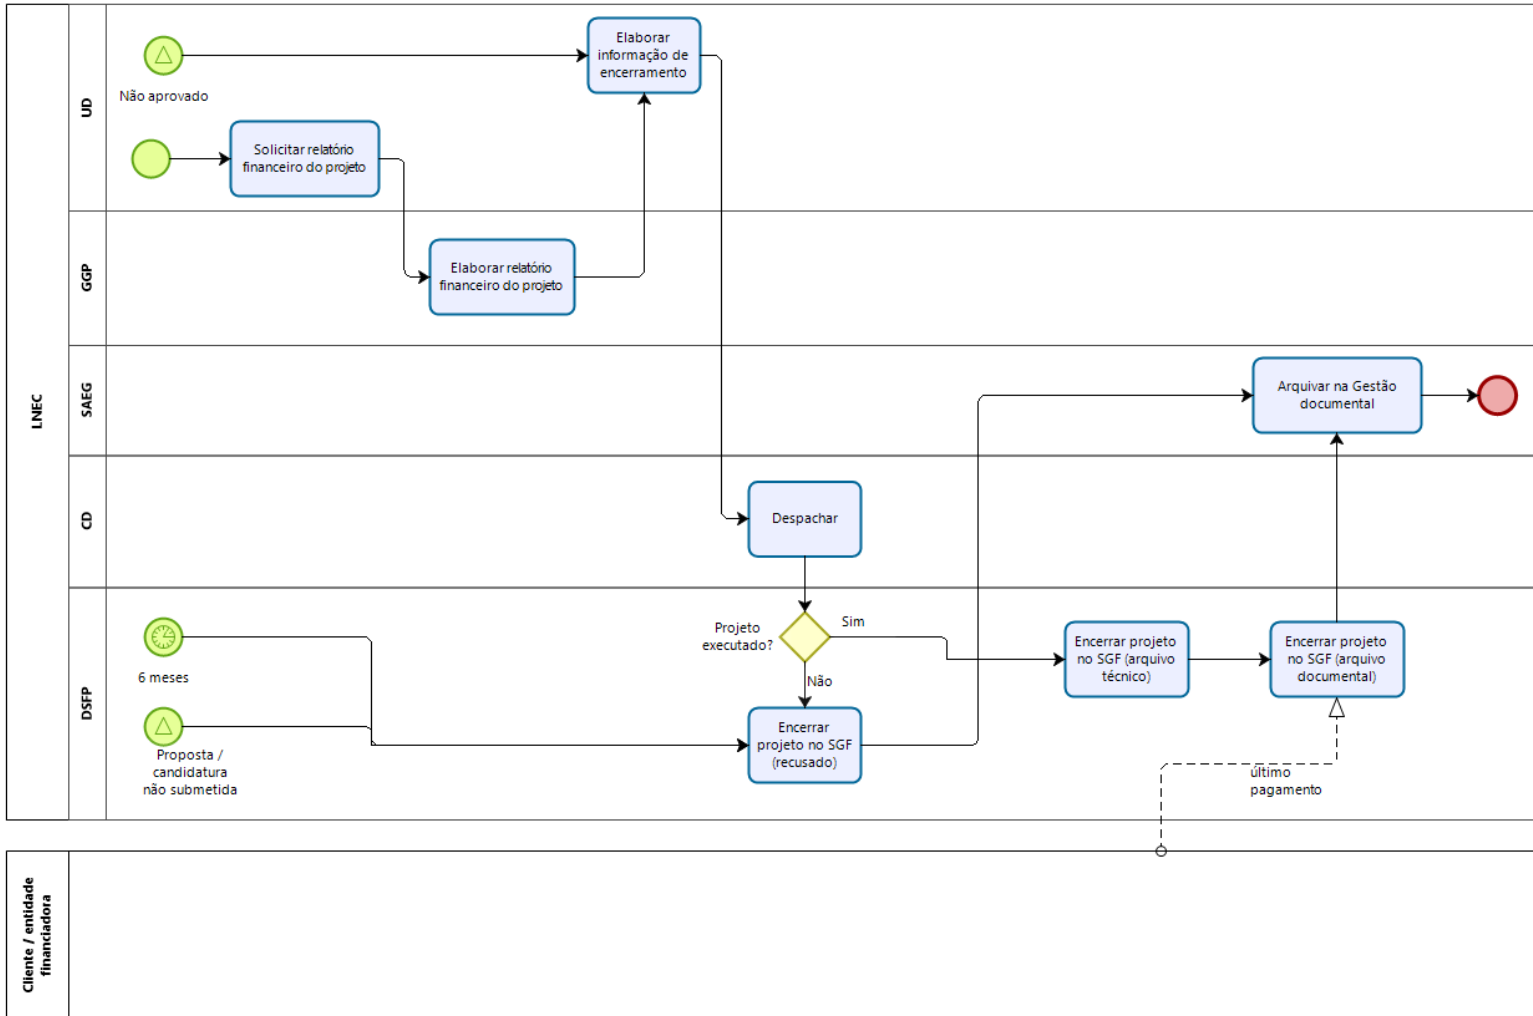 LNEC
UD
Não aprovado
Elaborar
informação de
encerramento
Solicitar relatório
financeiro do projeto
GGP
Elaborar relatório
financeiro do projeto
SAEG
Arquivar na Gestão
documental
CD
Despachar
DSFP
6 meses
Proposta /
candidatura
não submetida
Projeto
executado?
Sim
Não
Encerrar
projeto no SGF
(recusado)
Encerrar projeto
no SGF (arquivo
técnico)
Encerrar projeto
no SGF (arquivo
documental)
último
pagamento
Cliente / entidade
financiadora